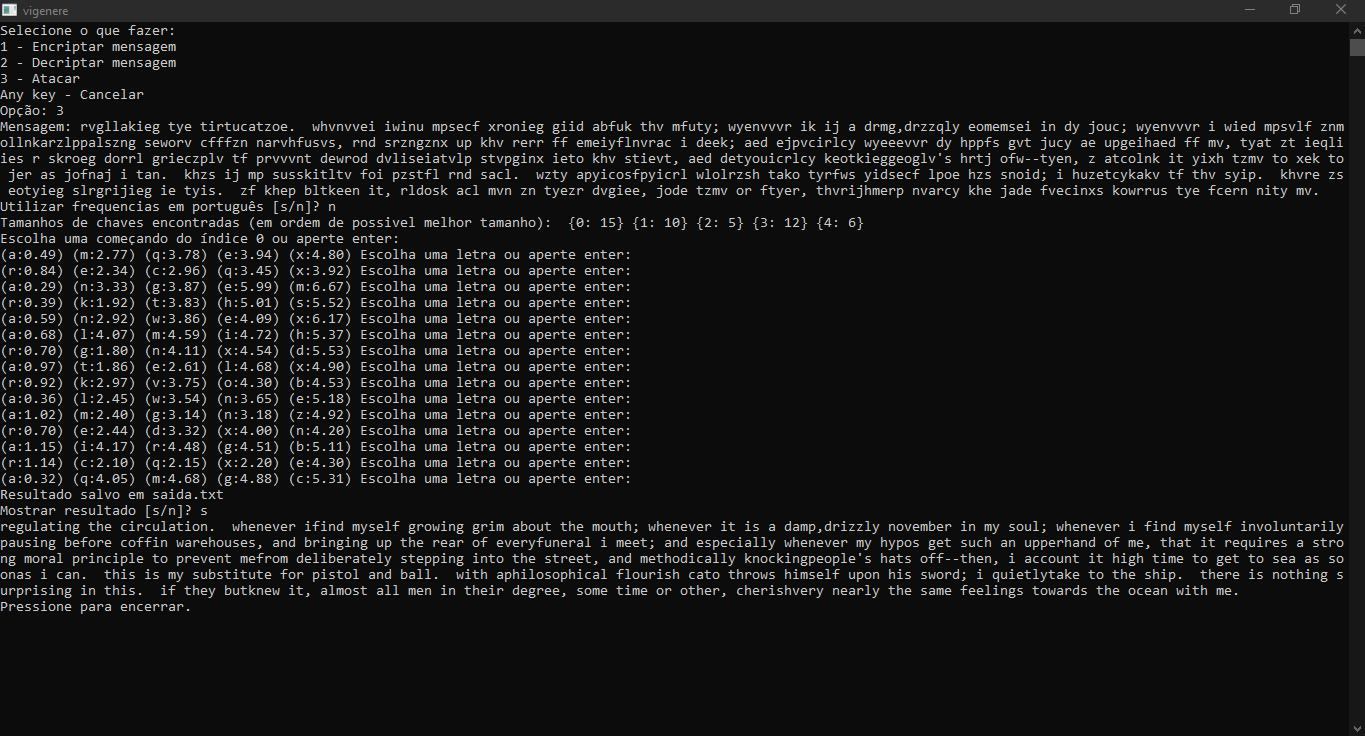 vigenere
Selecione o que fazer:
1 - Encriptar mensagem
2 - Decriptar mensagem
3 - Atacar
Any key - Cancelar
Opção: 3
Mensagem: rvgllakieg tye tirtucatzoe.  whvnvvei iwinu mpsecf xronieg giid abfuk thv mfuty; wyenvvvr ik ij a drmg,drzzqly eomemsei in dy jouc; wyenvvvr i wied mpsvlf znm
ollnkarzlppalszng seworv cfffzn narvhfusvs, rnd srzngznx up khv rerr ff emeiyflnvrac i deek; aed ejpvcirlcy wyeeevvr dy hppfs gvt jucy ae upgeihaed ff mv, tyat zt ieqli
ies r skroeg dorrl grieczplv tf prvvvnt dewrod dvliseiatvlp stvpginx ieto khv stievt, aed detyouicrlcy keotkieggeoglv's hrtj ofw--tyen, z atcolnk it yixh tzmv to xek to
 jer as jofnaj i tan.  khzs ij mp susskitltv foi pzstfl rnd sacl.  wzty apyicosfpyicrl wlolrzsh tako tyrfws yidsecf lpoe hzs snoid; i huzetcykakv tf thv syip.  khvre zs
 eotyieg slrgrijieg ie tyis.  zf khep bltkeen it, rldosk acl mvn zn tyezr dvgiee, jode tzmv or ftyer, thvrijhmerp nvarcy khe jade fvecinxs kowrrus tye fcern nity mv.
Utilizar frequencias em português [s/n]? n
Tamanhos de chaves encontradas (em ordem de possivel melhor tamanho):  {0: 15} {1: 10} {2: 5} {3: 12} {4: 6}
Escolha uma começando do índice 0 ou aperte enter:
(a:0.49) (m:2.77) (q:3.78) (e:3.94) (x:4.80) Escolha uma letra ou aperte enter:
(r:0.84) (e:2.34) (c:2.96) (q:3.45) (x:3.92) Escolha uma letra ou aperte enter:
(a:0.29) (n:3.33) (g:3.87) (e:5.99) (m:6.67) Escolha uma letra ou aperte enter:
(r:0.39) (k:1.92) (t:3.83) (h:5.01) (s:5.52) Escolha uma letra ou aperte enter:
(a:0.59) (n:2.92) (w:3.86) (e:4.09) (x:6.17) Escolha uma letra ou aperte enter:
(a:0.68) (l:4.07) (m:4.59) (i:4.72) (h:5.37) Escolha uma letra ou aperte enter:
(r:0.70) (g:1.80) (n:4.11) (x:4.54) (d:5.53) Escolha uma letra ou aperte enter:
(a:0.97) (t:1.86) (e:2.61) (l:4.68) (x:4.90) Escolha uma letra ou aperte enter:
(r:0.92) (k:2.97) (v:3.75) (o:4.30) (b:4.53) Escolha uma letra ou aperte enter:
(a:0.36) (l:2.45) (w:3.54) (n:3.65) (e:5.18) Escolha uma letra ou aperte enter:
(a:1.02) (m:2.40) (g:3.14) (n:3.18) (z:4.92) Escolha uma letra ou aperte enter:
(r:0.70) (e:2.44) (d:3.32) (x:4.00) (n:4.20) Escolha uma letra ou aperte enter:
(a:1.15) (i:4.17) (r:4.48) (g:4.51) (b:5.11) Escolha uma letra ou aperte enter:
(r:1.14) (c:2.10) (q:2.15) (x:2.20) (e:4.30) Escolha uma letra ou aperte enter:
(a:0.32) (q:4.05) (m:4.68) (g:4.88) (c:5.31) Escolha uma letra ou aperte enter:
Resultado salvo em saida.txt
Mostrar resultado [s/n]? s
regulating the circulation.  whenever ifind myself growing grim about the mouth; whenever it is a damp,drizzly november in my soul; whenever i find myself involuntarily
pausing before coffin warehouses, and bringing up the rear of everyfuneral i meet; and especially whenever my hypos get such an upperhand of me, that it requires a stro
ng moral principle to prevent mefrom deliberately stepping into the street, and methodically knockingpeople's hats off--then, i account it high time to get to sea as so
onas i can.  this is my substitute for pistol and ball.  with aphilosophical flourish cato throws himself upon his sword; i quietlytake to the ship.  there is nothing s
urprising in this.  if they butknew it, almost all men in their degree, some time or other, cherishvery nearly the same feelings towards the ocean with me.
Pressione para encerrar.